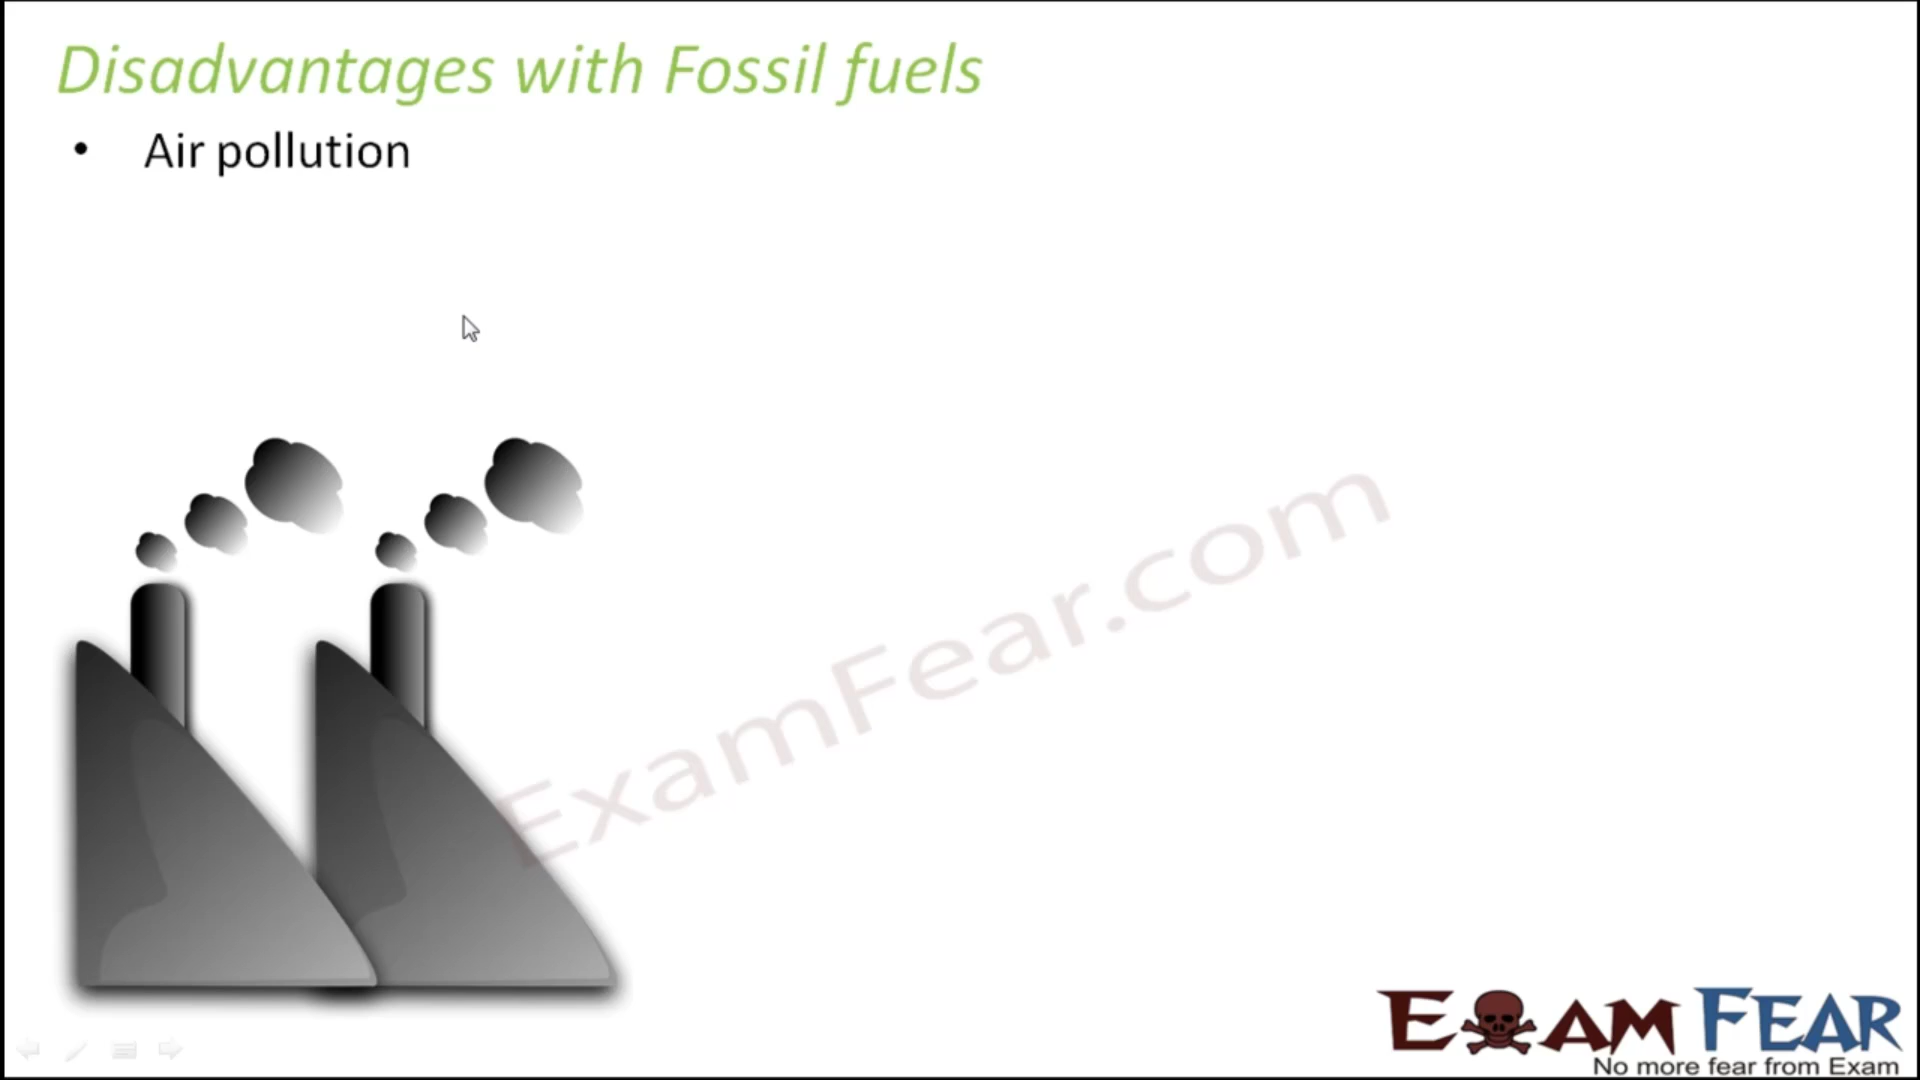 Disadvantages with Fossil fuels
• Air pollution
ExamFear.com
EXAM FEAR
No more fear from Exam